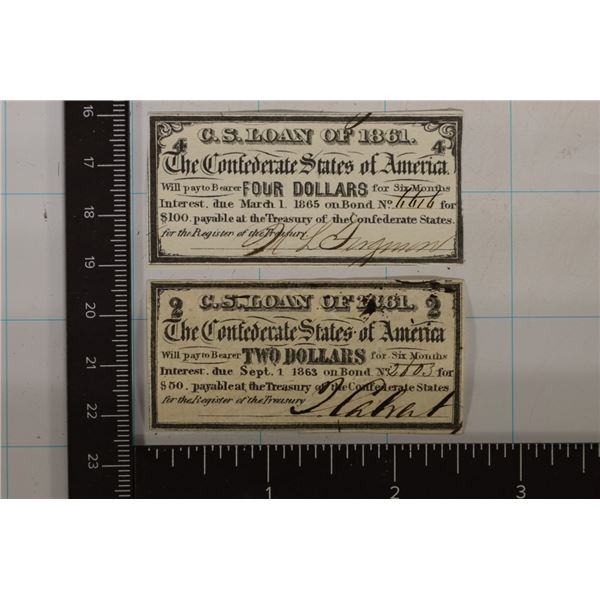 4 C.S. LOAN OF 1861. 4
The Confederate States of America.
Will pay to Bearer FOUR DOLLARS for Six Months
Interest. due March 1. 1865 on Bond Nº. 6616 for
$100. payable at the Treasury of the Confederate States.
for the Register of the Treasury.
2 C.S. LOAN OF 1861. 2
The Confederate States of America
Will pay to Bearer TWO DOLLARS for Six Months
Interest. due Sept. 1 1863 on Bond Nº 2103 for
$50. payable at the Treasury of the Confederate States
for the Register of the Treasury
16
17
18
19
20
21
22
23
1 2 3